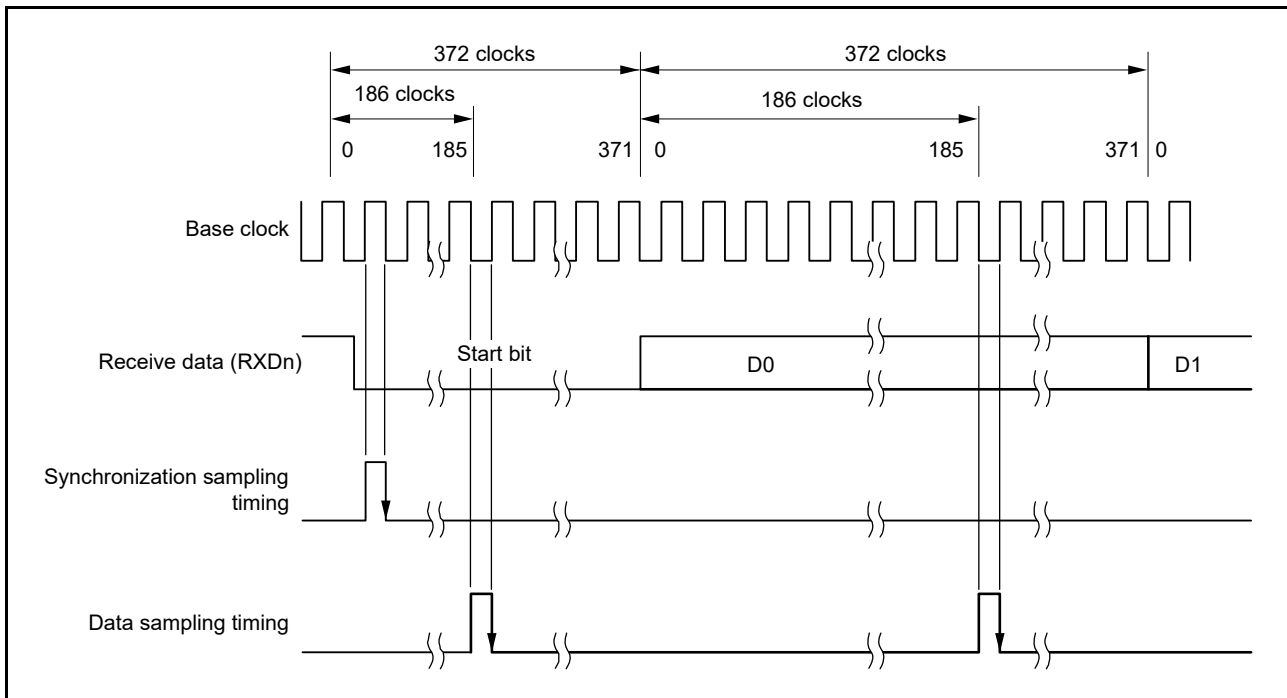 372 clocks
372 clocks
186 clocks
186 clocks
0
185
371
0
185
371
0
Base clock
Receive data (RXDn)
Start bit
D0
D1
Synchronization sampling
timing
Data sampling timing